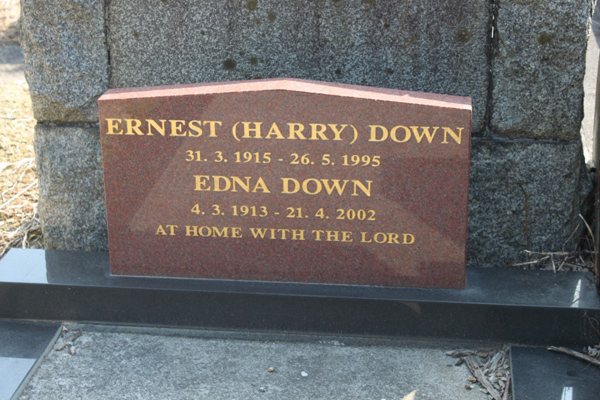 ERNEST (HARRY) DOWN
31. 3. 1915 - 26. 5. 1995
EDNA DOWN
4. 3. 1913 - 21. 4. 2002
AT HOME WITH THE LORD